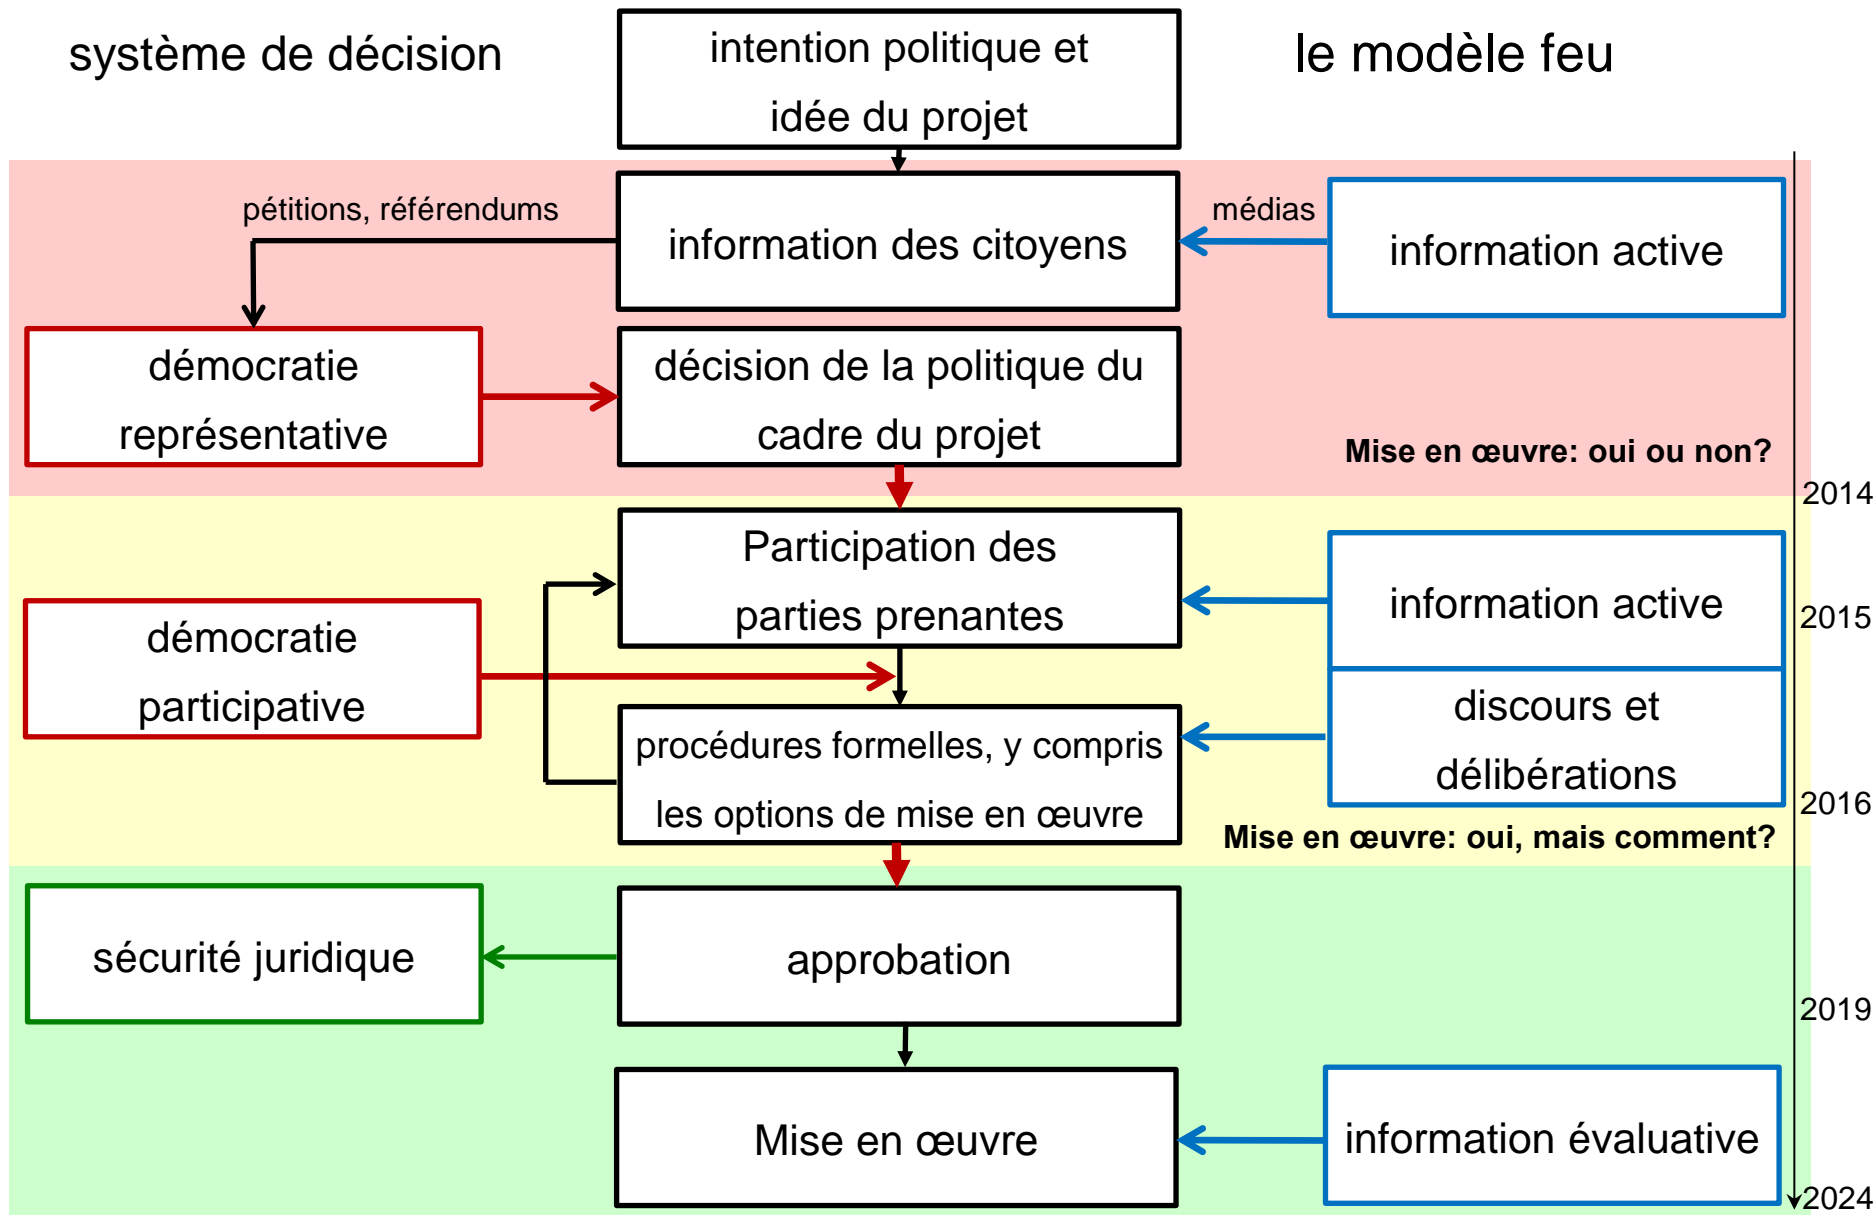 système de décision
intention politique et
idée du projet
le modèle feu
pétitions, référendums
information des citoyens
médias
information active
démocratie
représentative
décision de la politique du
cadre du projet
Mise en œuvre: oui ou non?
2014
Participation des
parties prenantes
information active
2015
démocratie
participative
procédures formelles, y compris
les options de mise en œuvre
discours et
délibérations
2016
Mise en œuvre: oui, mais comment?
sécurité juridique
approbation
2019
Mise en œuvre
information évaluative
2024